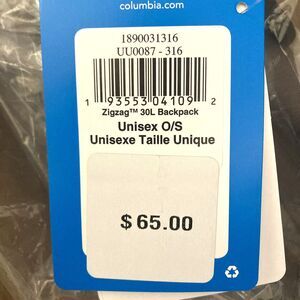 columbia.com
1890031316
UU0087 - 316
1 93553 04109 2
Zigzag™ 30L Backpack
Unisex O/S
Unisexe Taille Unique
$65.00